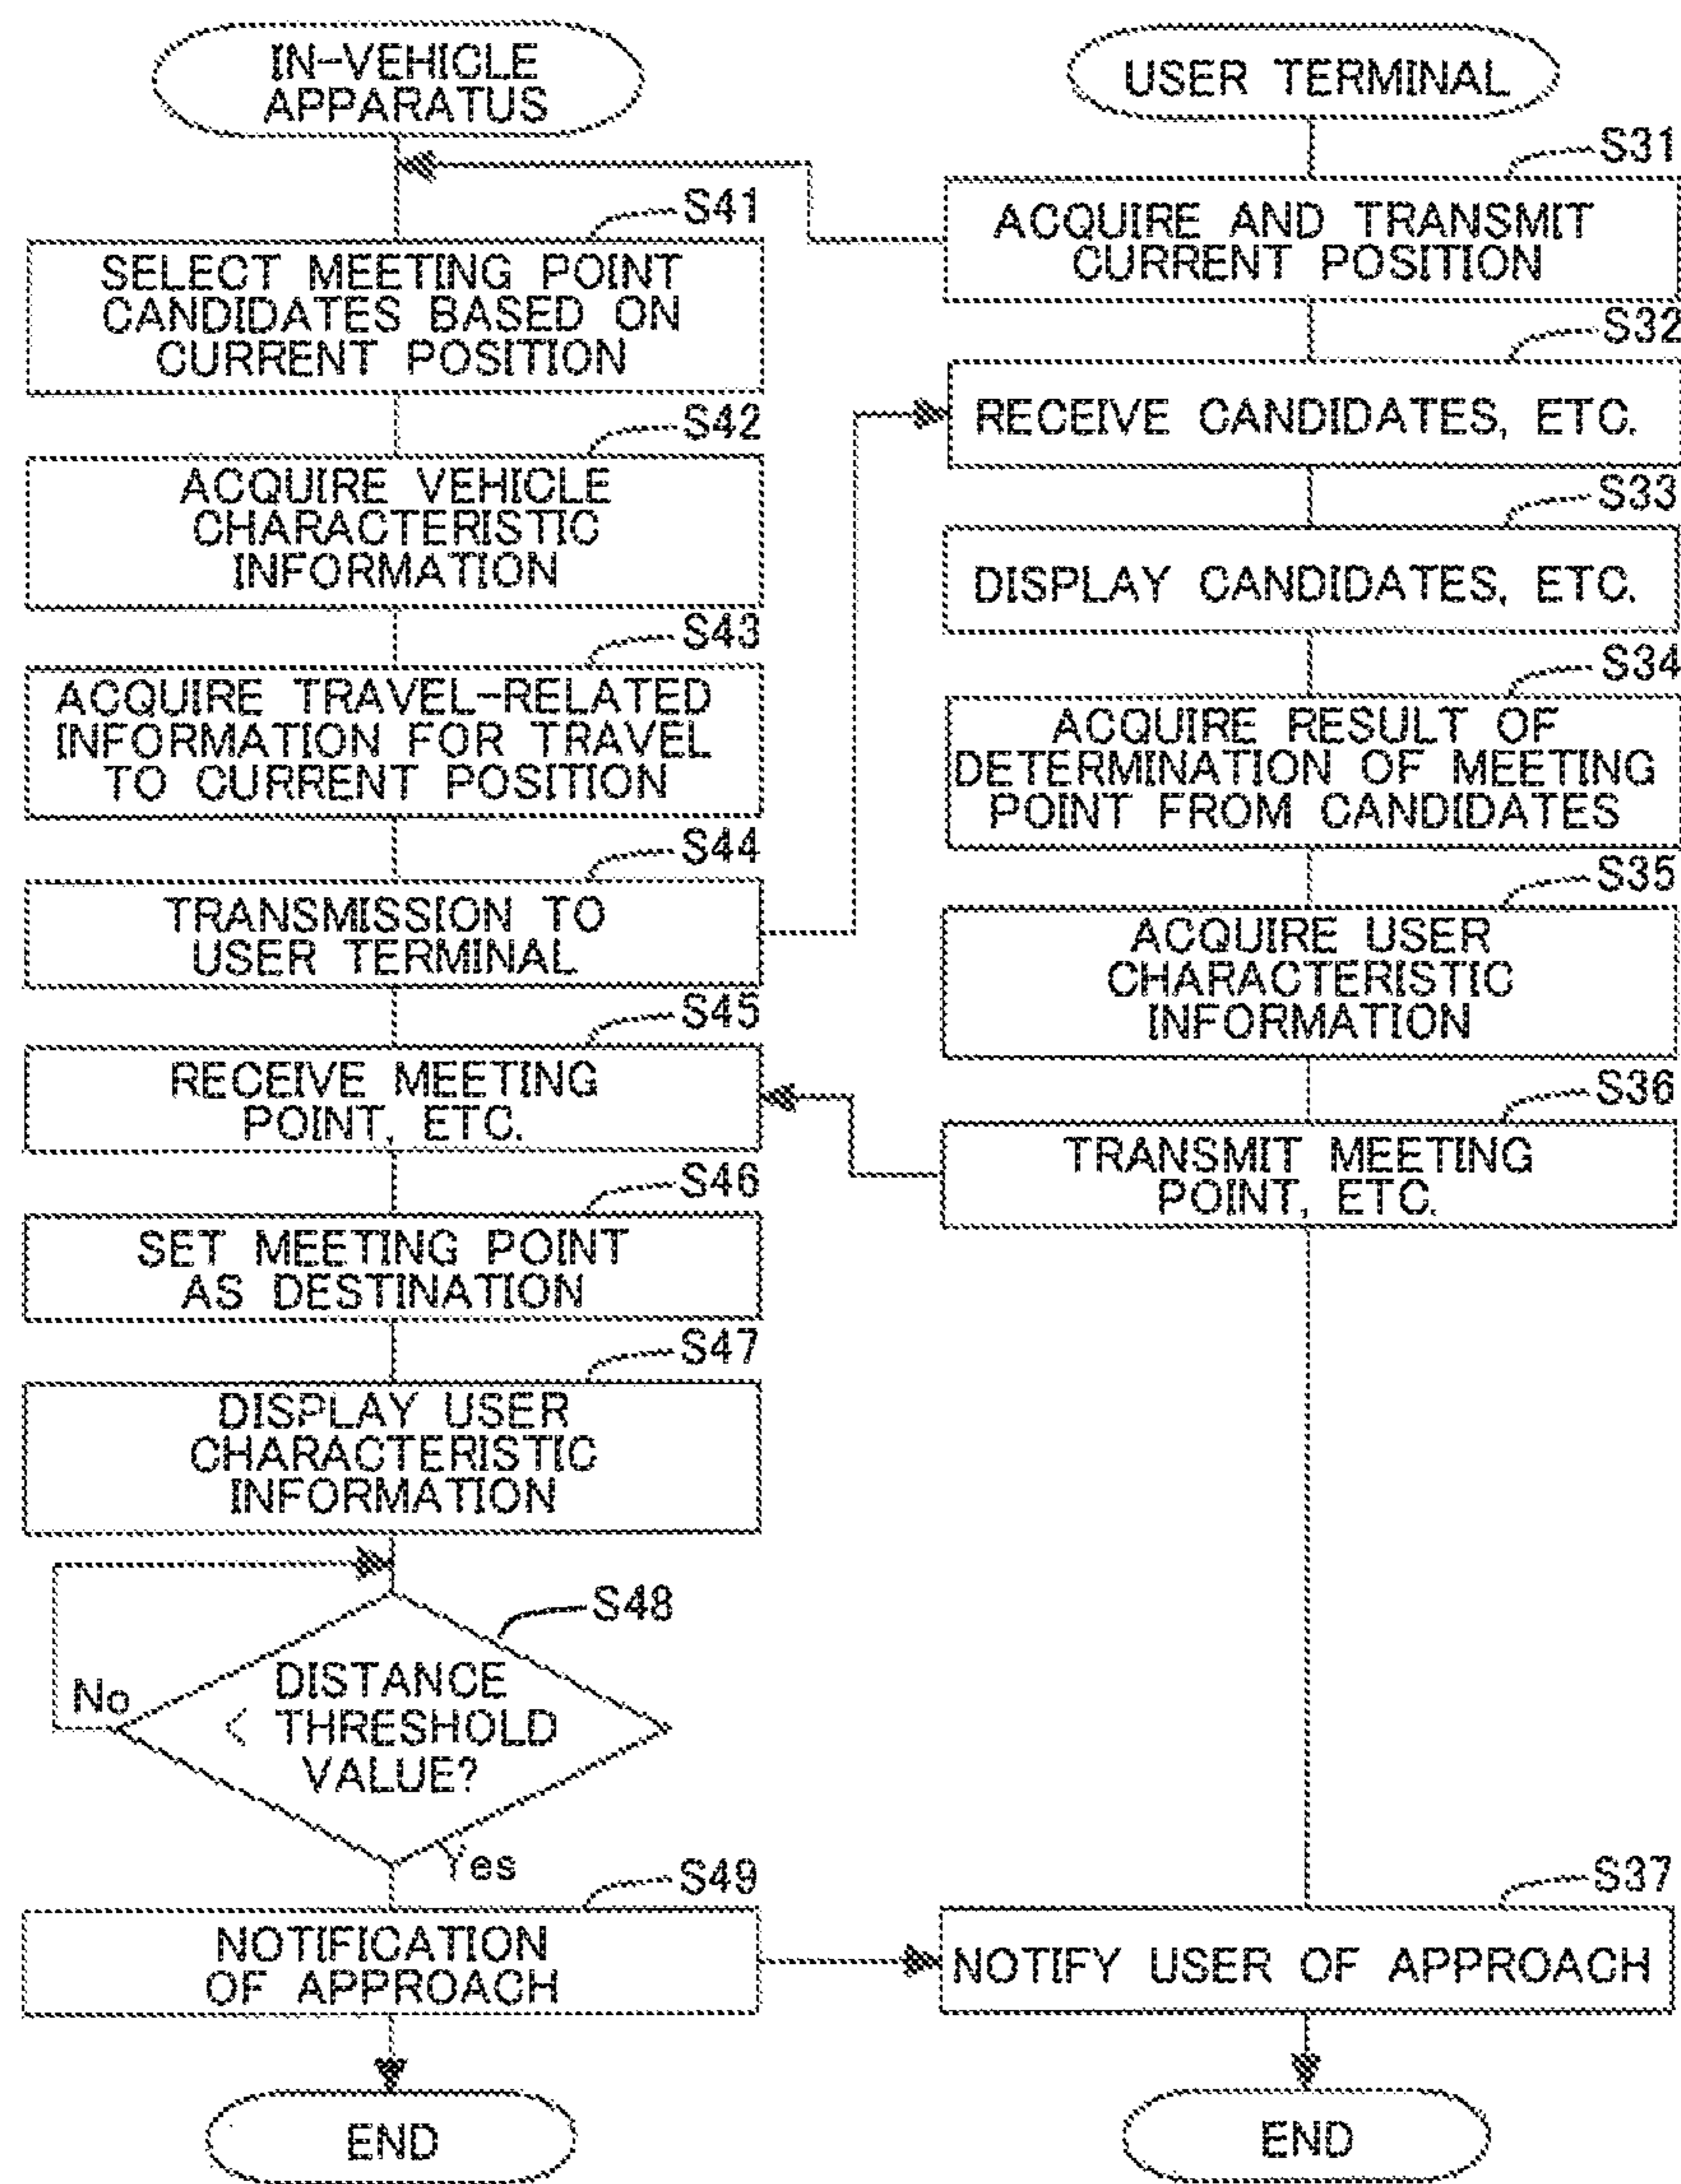 IN-VEHICLE
APPARATUS
S41
SELECT MEETING POINT
CANDIDATES BASED ON
CURRENT POSITION
S42
ACQUIRE VEHICLE
CHARACTERISTIC
INFORMATION
S43
ACQUIRE TRAVEL-RELATED
INFORMATION FOR TRAVEL
TO CURRENT POSITION
S44
TRANSMISSION TO
USER TERMINAL
S45
RECEIVE MEETING
POINT, ETC.
S46
SET MEETING POINT
AS DESTINATION
S47
DISPLAY USER
CHARACTERISTIC
INFORMATION
S48
DISTANCE
< THRESHOLD
VALUE?
No
Yes
S49
NOTIFICATION
OF APPROACH
END
USER TERMINAL
S31
ACQUIRE AND TRANSMIT
CURRENT POSITION
S32
RECEIVE CANDIDATES, ETC.
S33
DISPLAY CANDIDATES, ETC.
S34
ACQUIRE RESULT OF
DETERMINATION OF MEETING
POINT FROM CANDIDATES
S35
ACQUIRE USER
CHARACTERISTIC
INFORMATION
S36
TRANSMIT MEETING
POINT, ETC.
S37
NOTIFY USER OF APPROACH
END